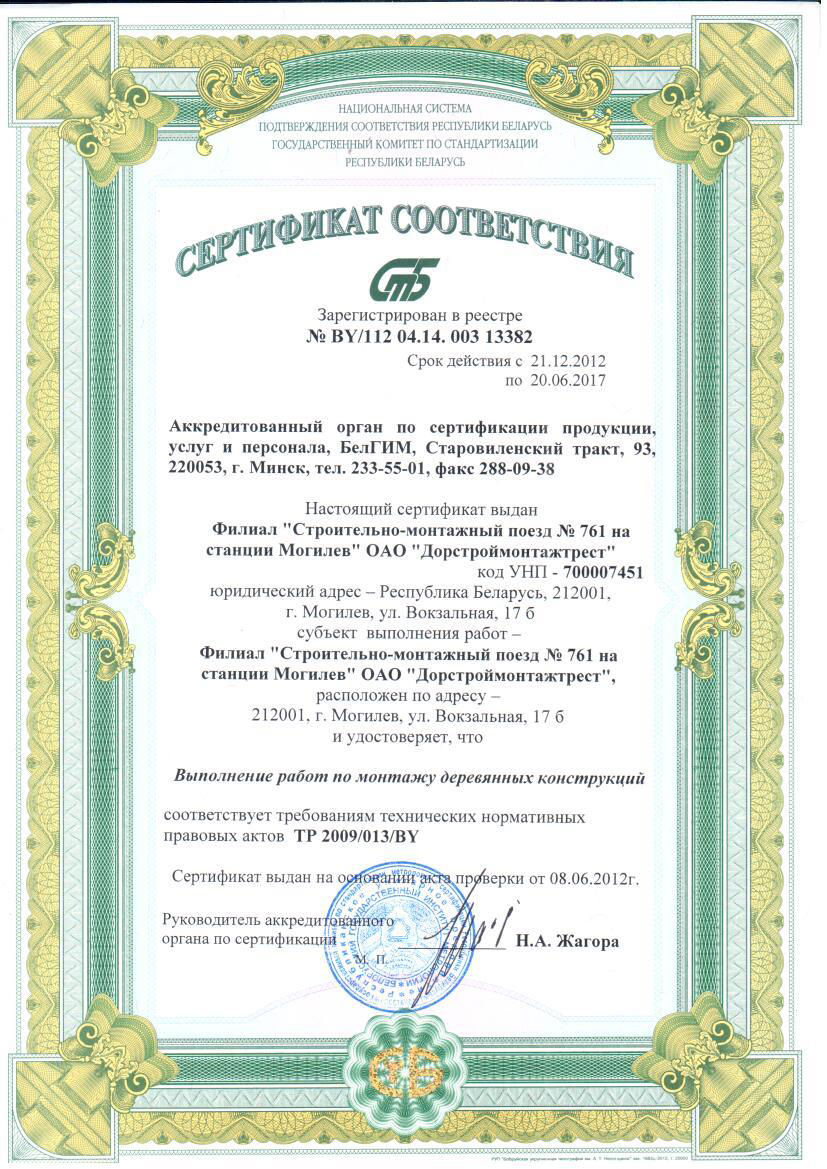 НАЦИОНАЛЬНАЯ СИСТЕМА
ПОДТВЕРЖДЕНИЯ СООТВЕТСТВИЯ РЕСПУБЛИКИ БЕЛАРУСЬ
ГОСУДАРСТВЕННЫЙ КОМИТЕТ ПО СТАНДАРТИЗАЦИИ
РЕСПУБЛИКИ БЕЛАРУСЬ
СЕРТИФИКАТ СООТВЕТСТВИЯ
СТБ
Зарегистрирован в реестре
№ BY/112 04.14. 003 13382
Срок действия с 21.12.2012
по 20.06.2017
Аккредитованный орган по сертификации продукции,
услуг и персонала, БелГИМ, Старовиленский тракт, 93,
220053, г. Минск, тел. 233-55-01, факс 288-09-38
Настоящий сертификат выдан
Филиал "Строительно-монтажный поезд № 761 на
станции Могилев" ОАО "Дорстроймонтажтрест"
код УНП - 700007451
юридический адрес – Республика Беларусь, 212001,
г. Могилев, ул. Вокзальная, 17 б
субъект выполнения работ –
Филиал "Строительно-монтажный поезд № 761 на
станции Могилев" ОАО "Дорстроймонтажтрест",
расположен по адресу –
212001, г. Могилев, ул. Вокзальная, 17 б
и удостоверяет, что
Выполнение работ по монтажу деревянных конструкций
соответствует требованиям технических нормативных
правовых актов ТР 2009/013/BY
Сертификат выдан на основании акта проверки от 08.06.2012г.
Руководитель аккредитованного
органа по сертификации
Н.А. Жагора
М. П.